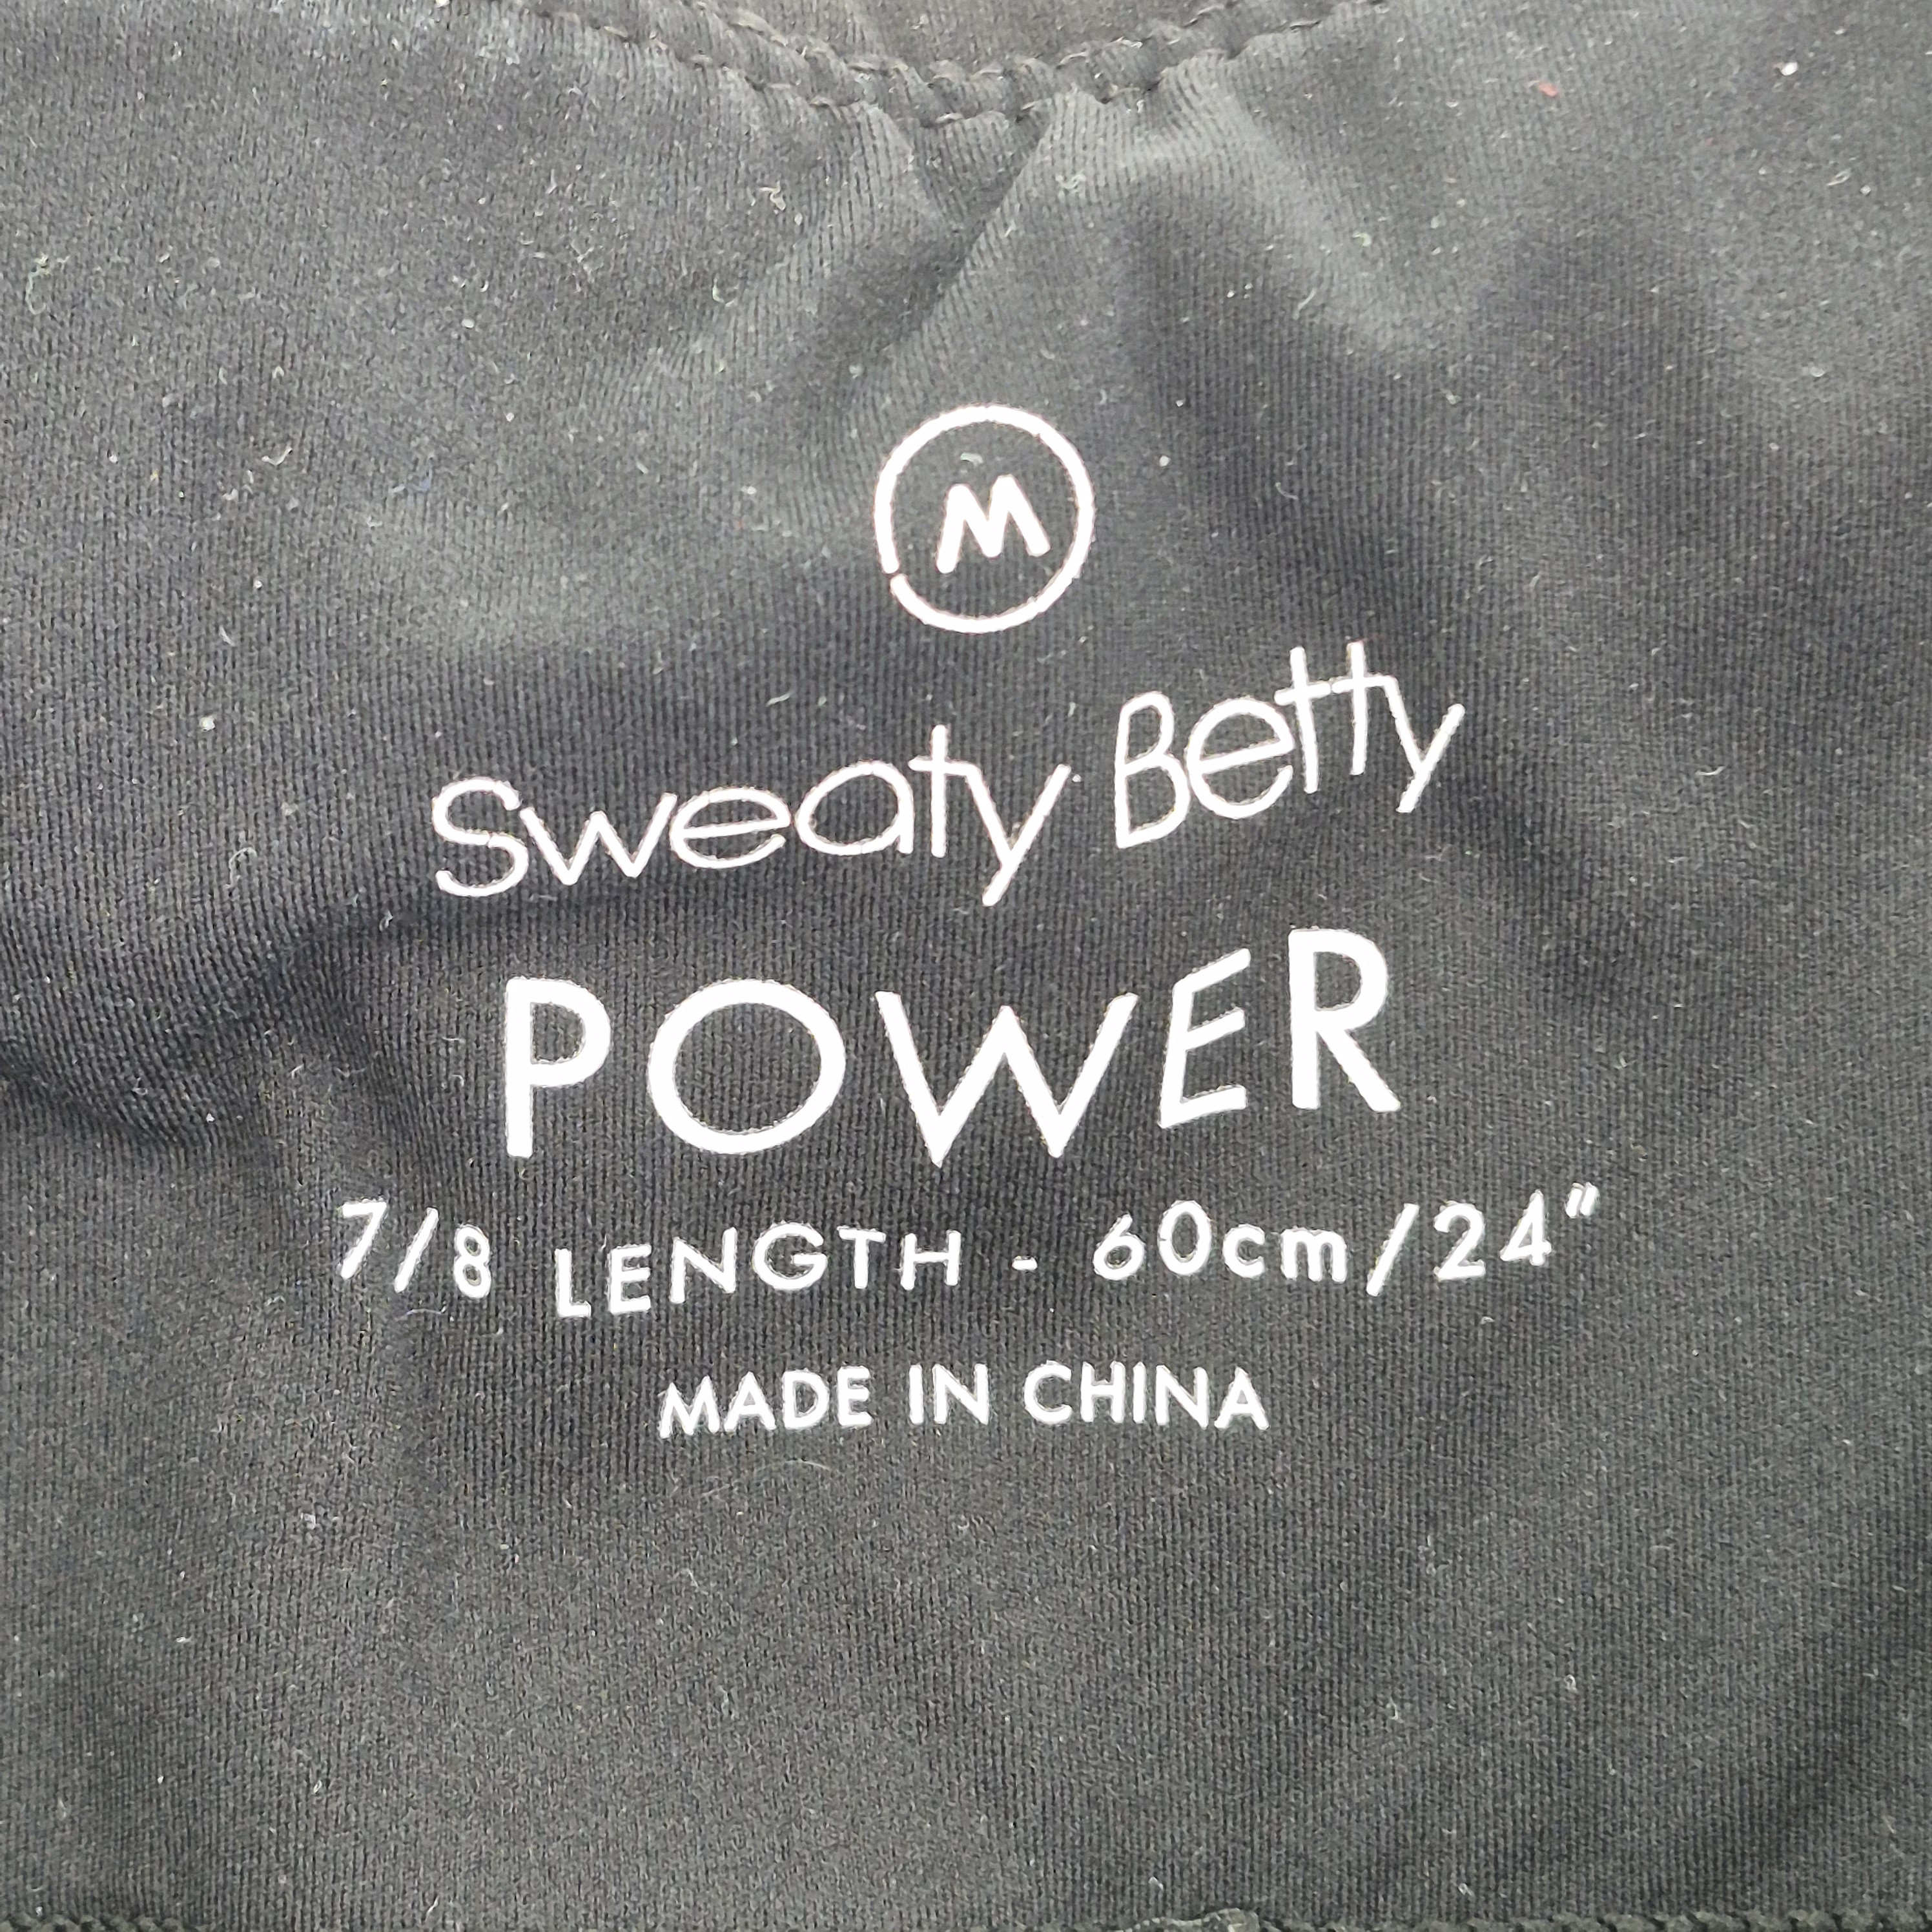 M
Sweaty Betty
POWER
7/8 LENGTH - 60cm/24"
MADE IN CHINA